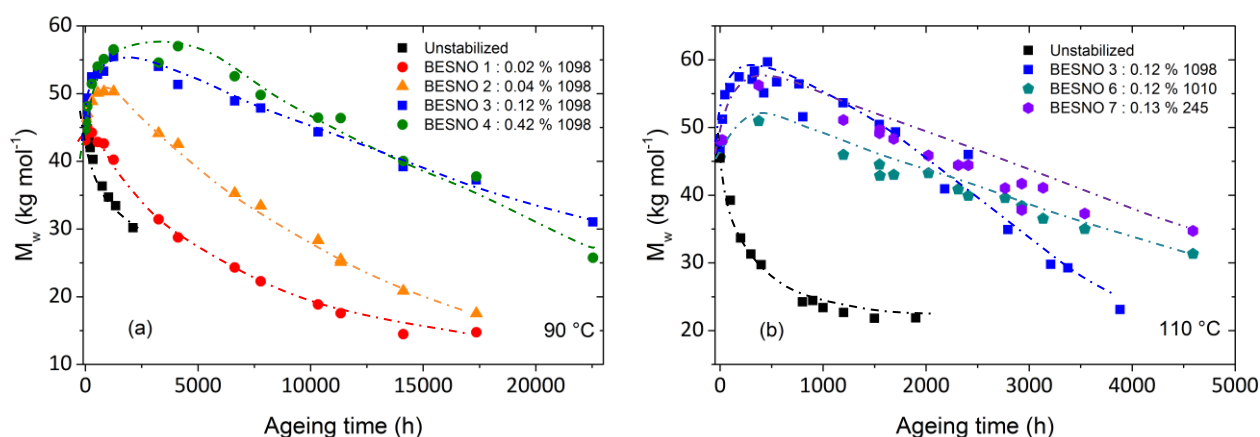 60
50
40
30
20
10
M_w (kg mol⁻¹)
Unstabilized
BESNO 1 : 0.02 % 1098
BESNO 2 : 0.04 % 1098
BESNO 3 : 0.12 % 1098
BESNO 4 : 0.42 % 1098
(a)
90 °C
0
5000
10000
15000
20000
Ageing time (h)
60
50
40
30
20
M_w (kg mol⁻¹)
Unstabilized
BESNO 3 : 0.12 % 1098
BESNO 6 : 0.12 % 1010
BESNO 7 : 0.13 % 245
(b)
110 °C
0
1000
2000
3000
4000
5000
Ageing time (h)